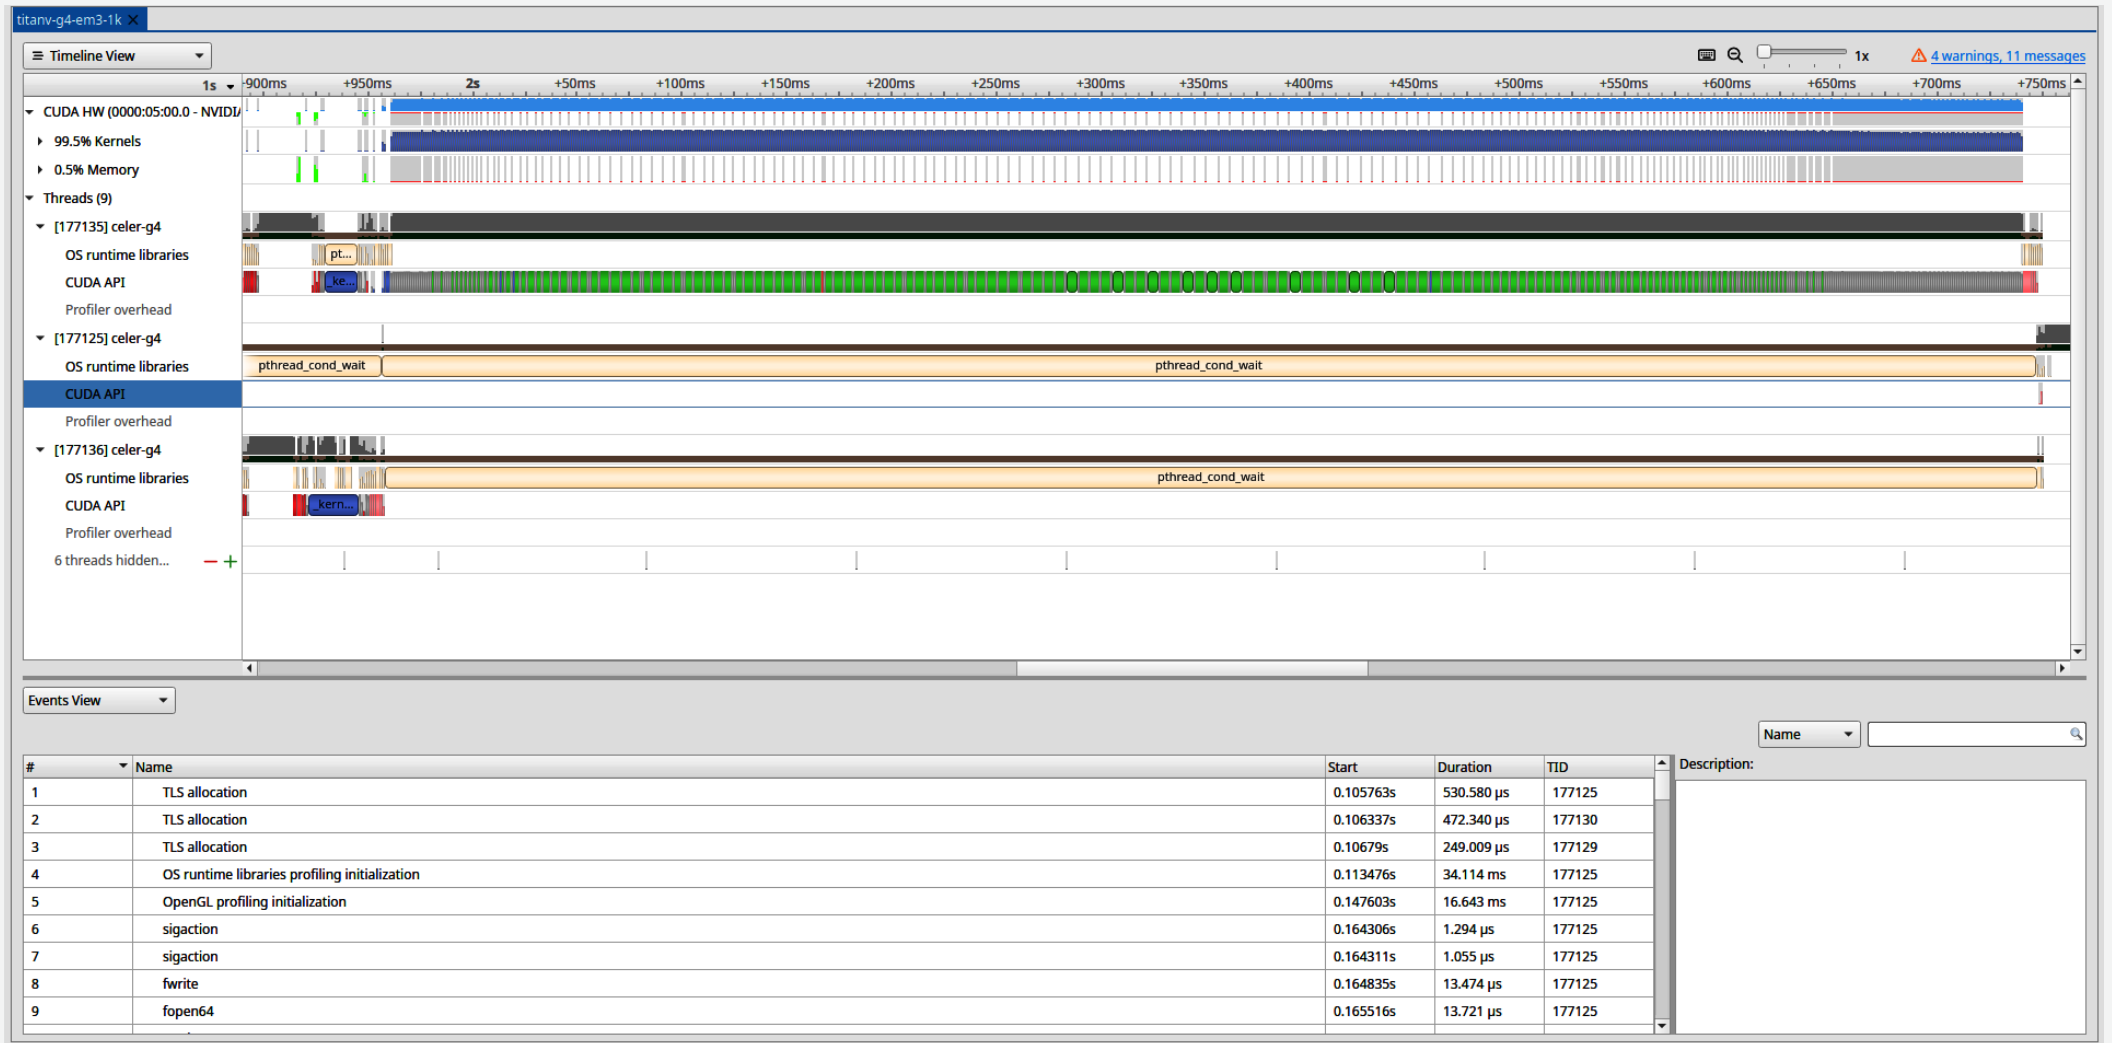 titanv-g4-em3-1k
Timeline View
1x
4 warnings, 11 messages
1s -900ms +950ms 2s +50ms +100ms +150ms +200ms +250ms +300ms +350ms +400ms +450ms +500ms +550ms +600ms +650ms +700ms +750ms
CUDA HW (0000:05:00.0 - NVIDIA
99.5% Kernels
0.5% Memory
Threads (9)
[177135] celer-g4
OS runtime libraries pt...
CUDA API _ke...
Profiler overhead
[177125] celer-g4
OS runtime libraries pthread_cond_wait pthread_cond_wait
CUDA API
Profiler overhead
[177136] celer-g4
OS runtime libraries pthread_cond_wait
CUDA API _kern...
Profiler overhead
6 threads hidden...
Events View
Name
# Name Start Duration TID Description:
1 TLS allocation 0.105763s 530.580 μs 177125
2 TLS allocation 0.106337s 472.340 μs 177130
3 TLS allocation 0.10679s 249.009 μs 177129
4 OS runtime libraries profiling initialization 0.113476s 34.114 ms 177125
5 OpenGL profiling initialization 0.147603s 16.643 ms 177125
6 sigaction 0.164306s 1.294 μs 177125
7 sigaction 0.164311s 1.055 μs 177125
8 fwrite 0.164835s 13.474 μs 177125
9 fopen64 0.165516s 13.721 μs 177125